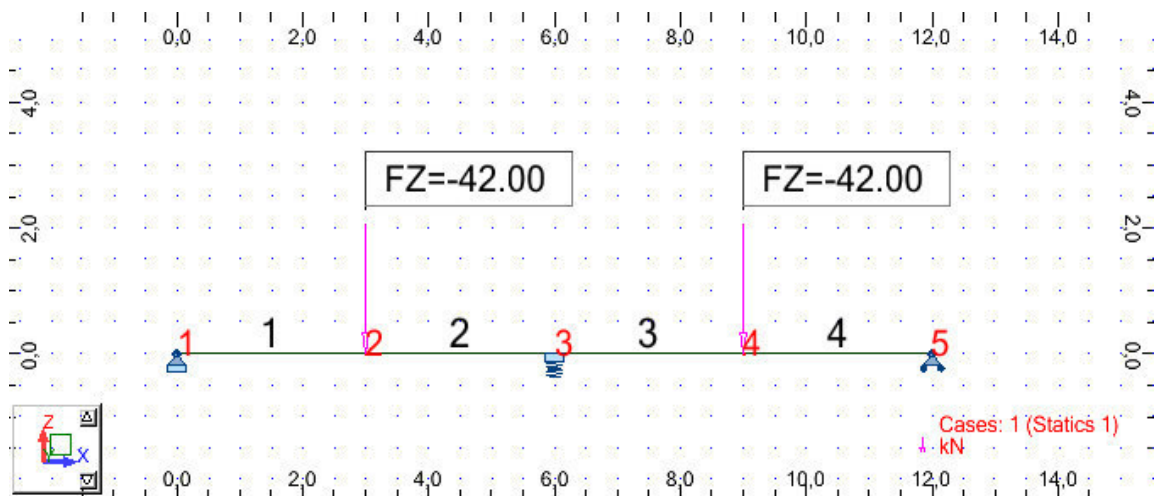 0,0 2,0 4,0 6,0 8,0 10,0 12,0 14,0
4,0 4,0
FZ=-42.00 FZ=-42.00
2,0 2,0
1 1 2 2 3 3 4 4 5
0,0 0,0
Cases: 1 (Statics 1)
kN
Z
X
0,0 2,0 4,0 6,0 8,0 10,0 12,0 14,0